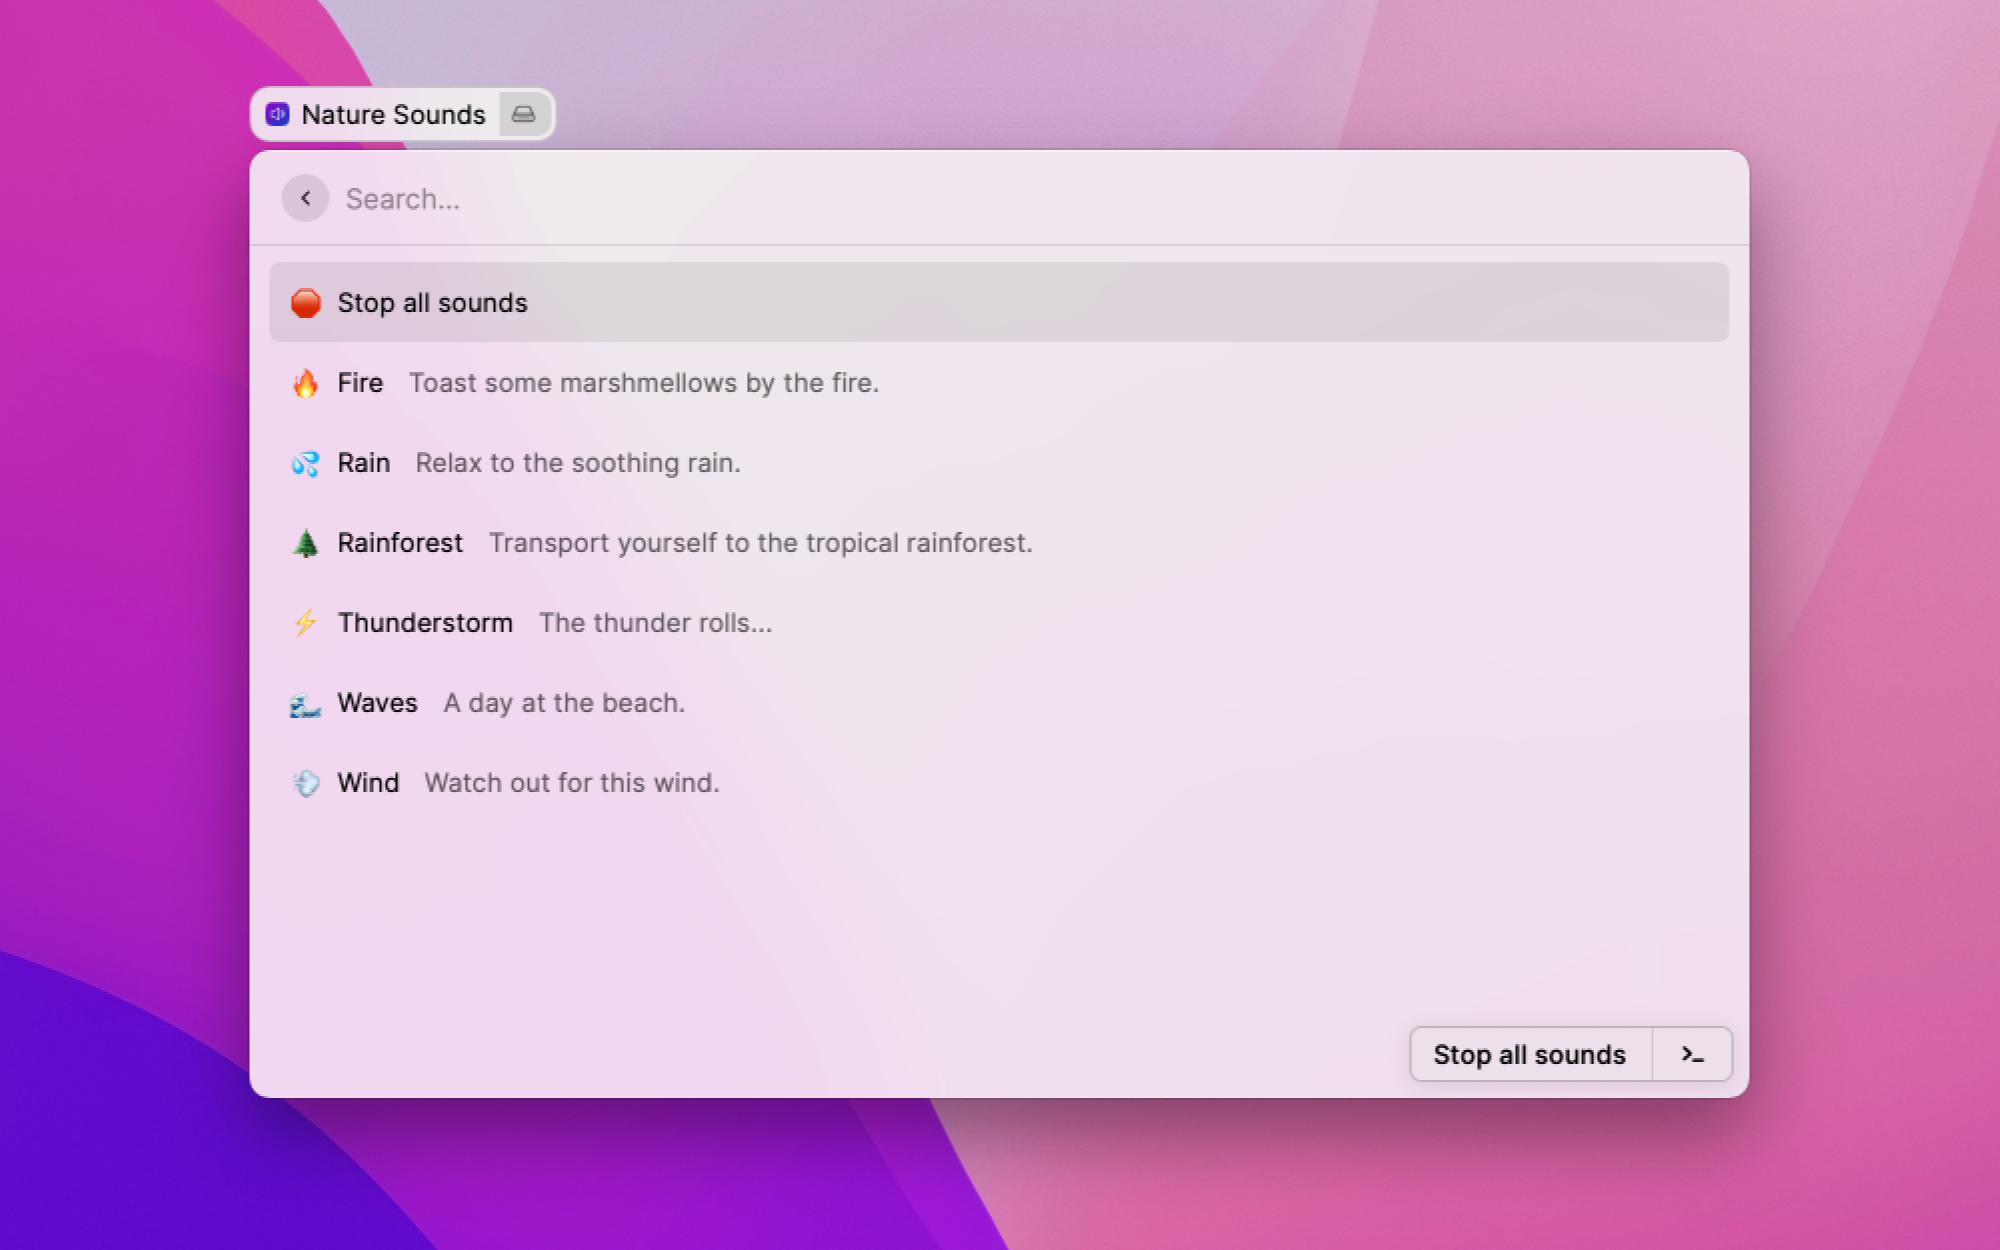 Nature Sounds
Search...
Stop all sounds
Fire Toast some marshmellows by the fire.
Rain Relax to the soothing rain.
Rainforest Transport yourself to the tropical rainforest.
Thunderstorm The thunder rolls...
Waves A day at the beach.
Wind Watch out for this wind.
Stop all sounds